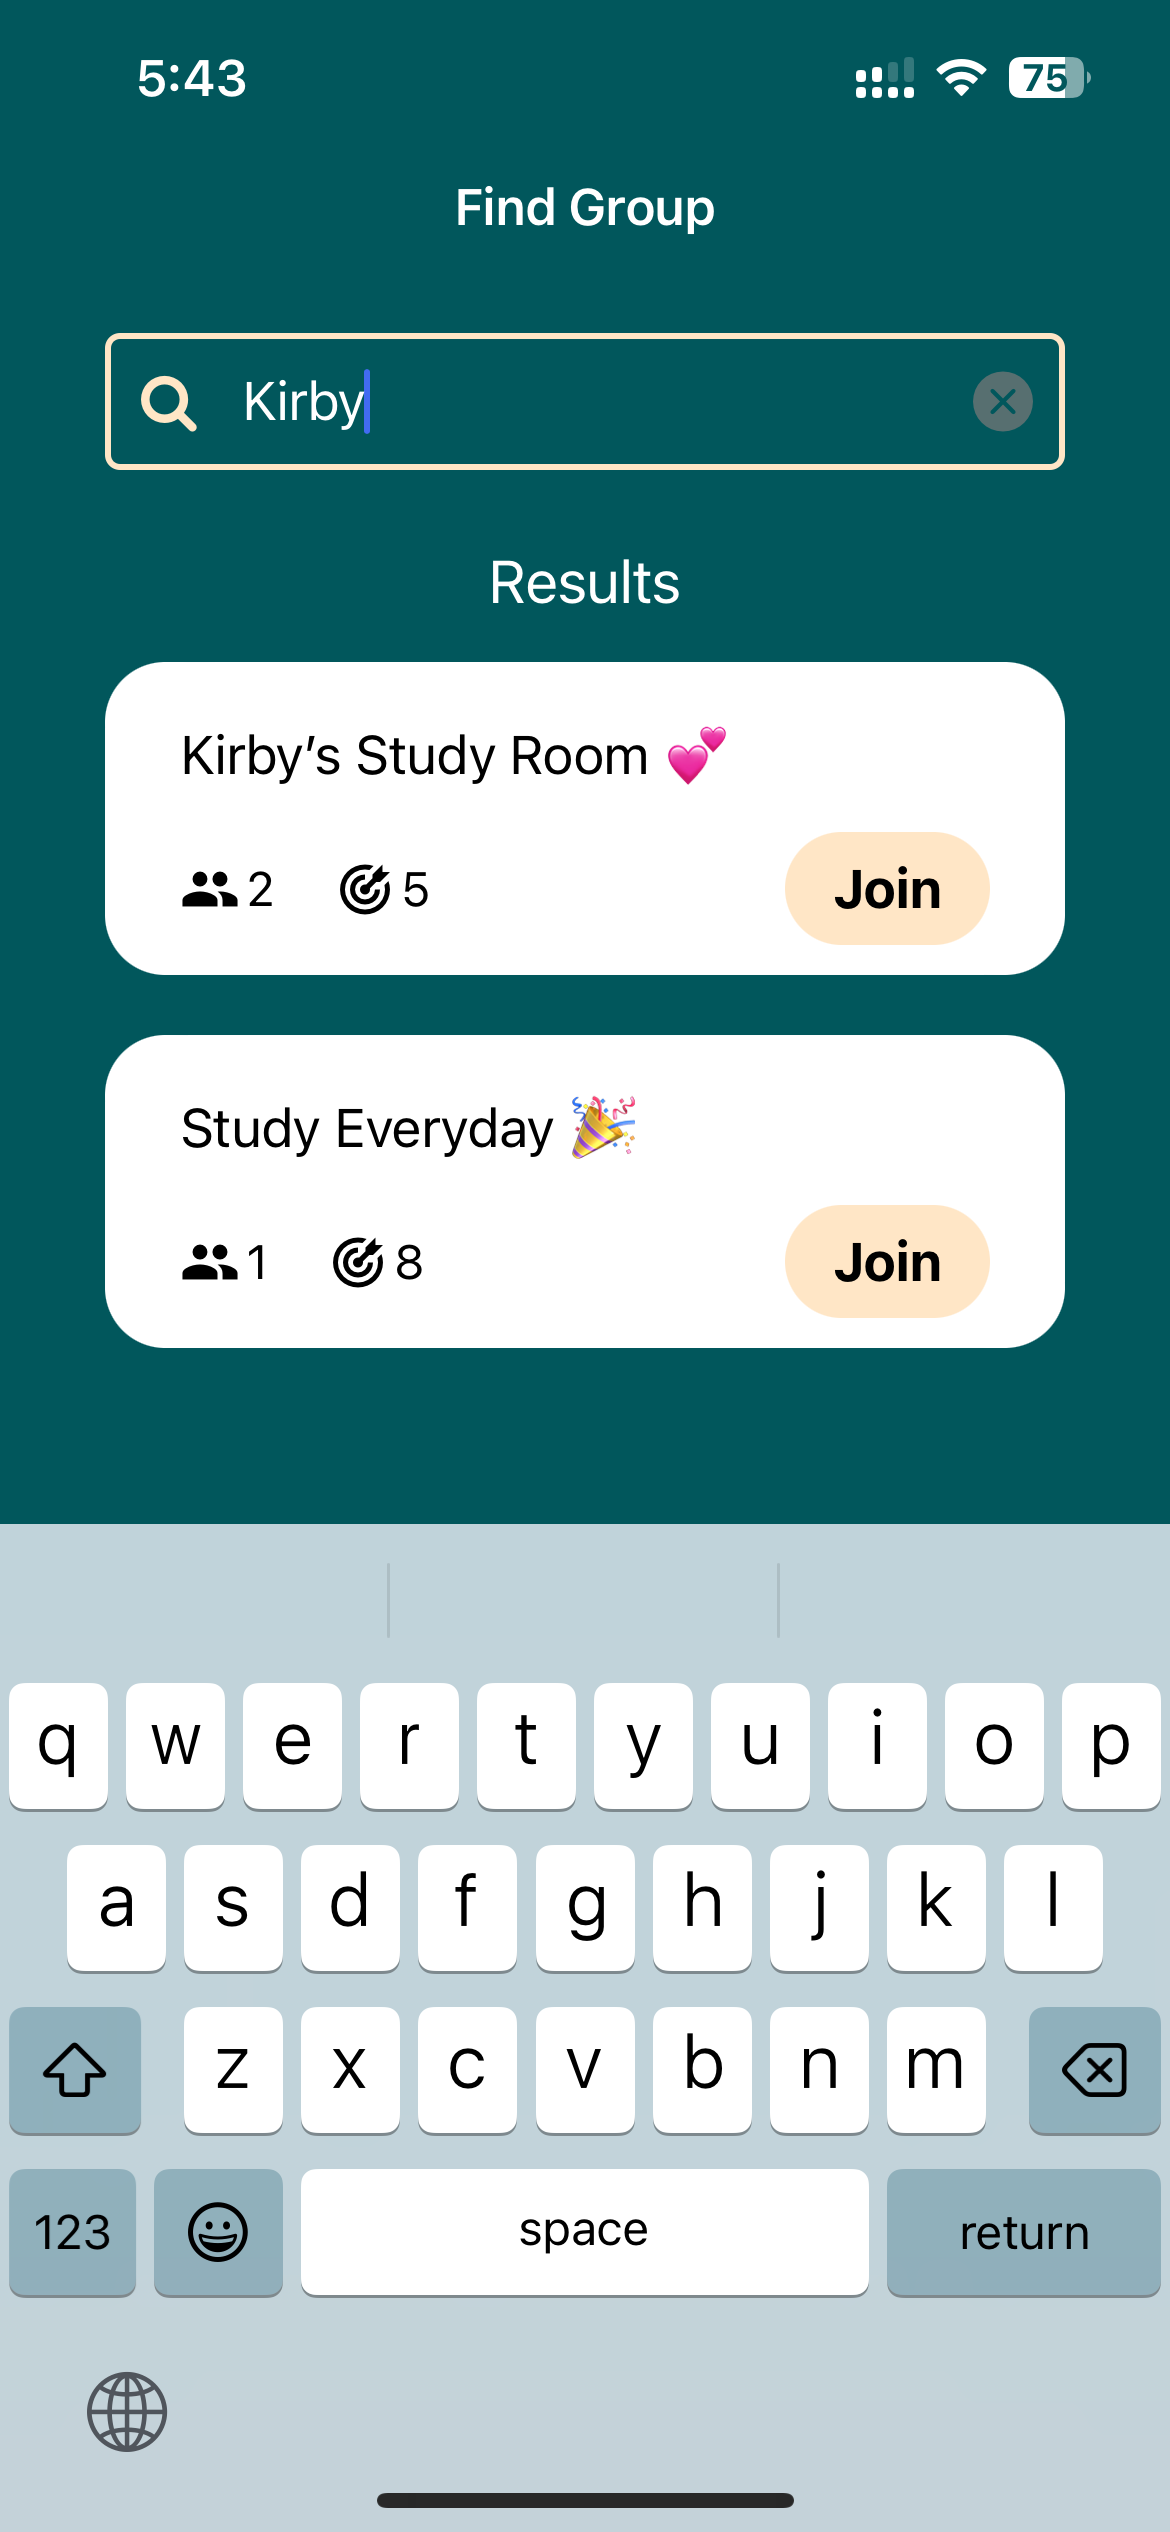 5:43
75
Find Group
Kirby
Results
Kirby’s Study Room 💕
2 5 Join
Study Everyday 🎉
1 8 Join
q w e r t y u i o p
a s d f g h j k l
z x c v b n m
123 space return